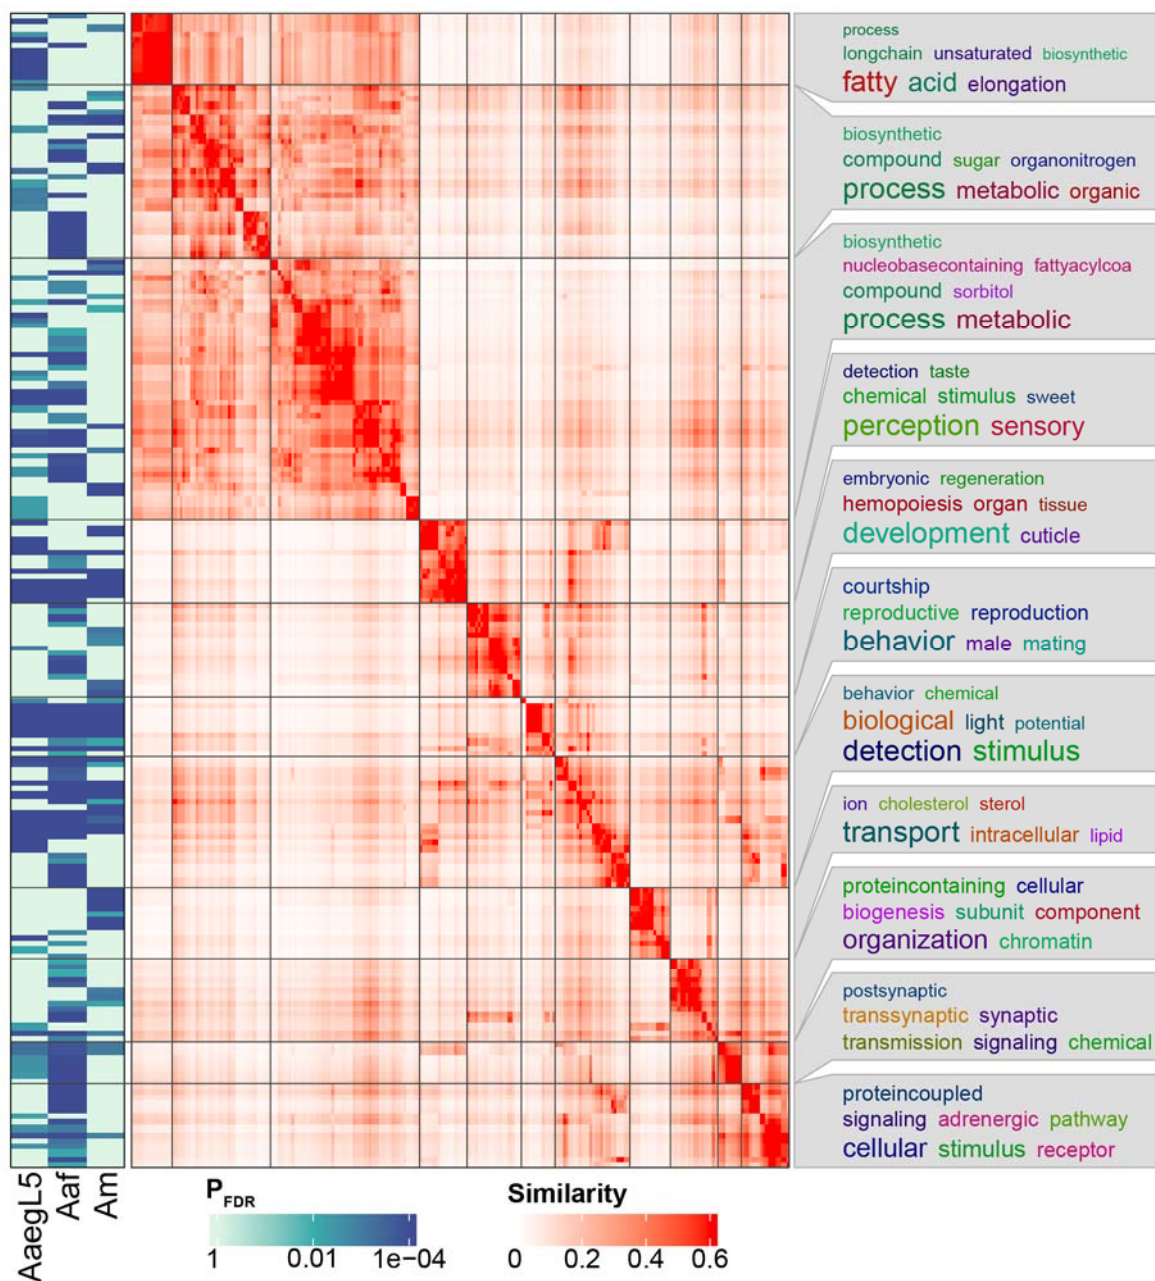 process
longchain unsaturated biosynthetic
fatty acid elongation
biosynthetic
compound sugar organonitrogen
process metabolic organic
biosynthetic
nucleobasecontaining fattyacylcoa
compound sorbitol
process metabolic
detection taste
chemical stimulus sweet
perception sensory
embryonic regeneration
hemopoiesis organ tissue
development cuticle
courtship
reproductive reproduction
behavior male mating
behavior chemical
biological light potential
detection stimulus
ion cholesterol sterol
transport intracellular lipid
proteincontaining cellular
biogenesis subunit component
organization chromatin
postsynaptic
transsynaptic synaptic
transmission signaling chemical
proteincoupled
signaling adrenergic pathway
cellular stimulus receptor
AaegL5
Aaf
Am
PFDR
1 0.01 1e−04
Similarity
0 0.2 0.4 0.6